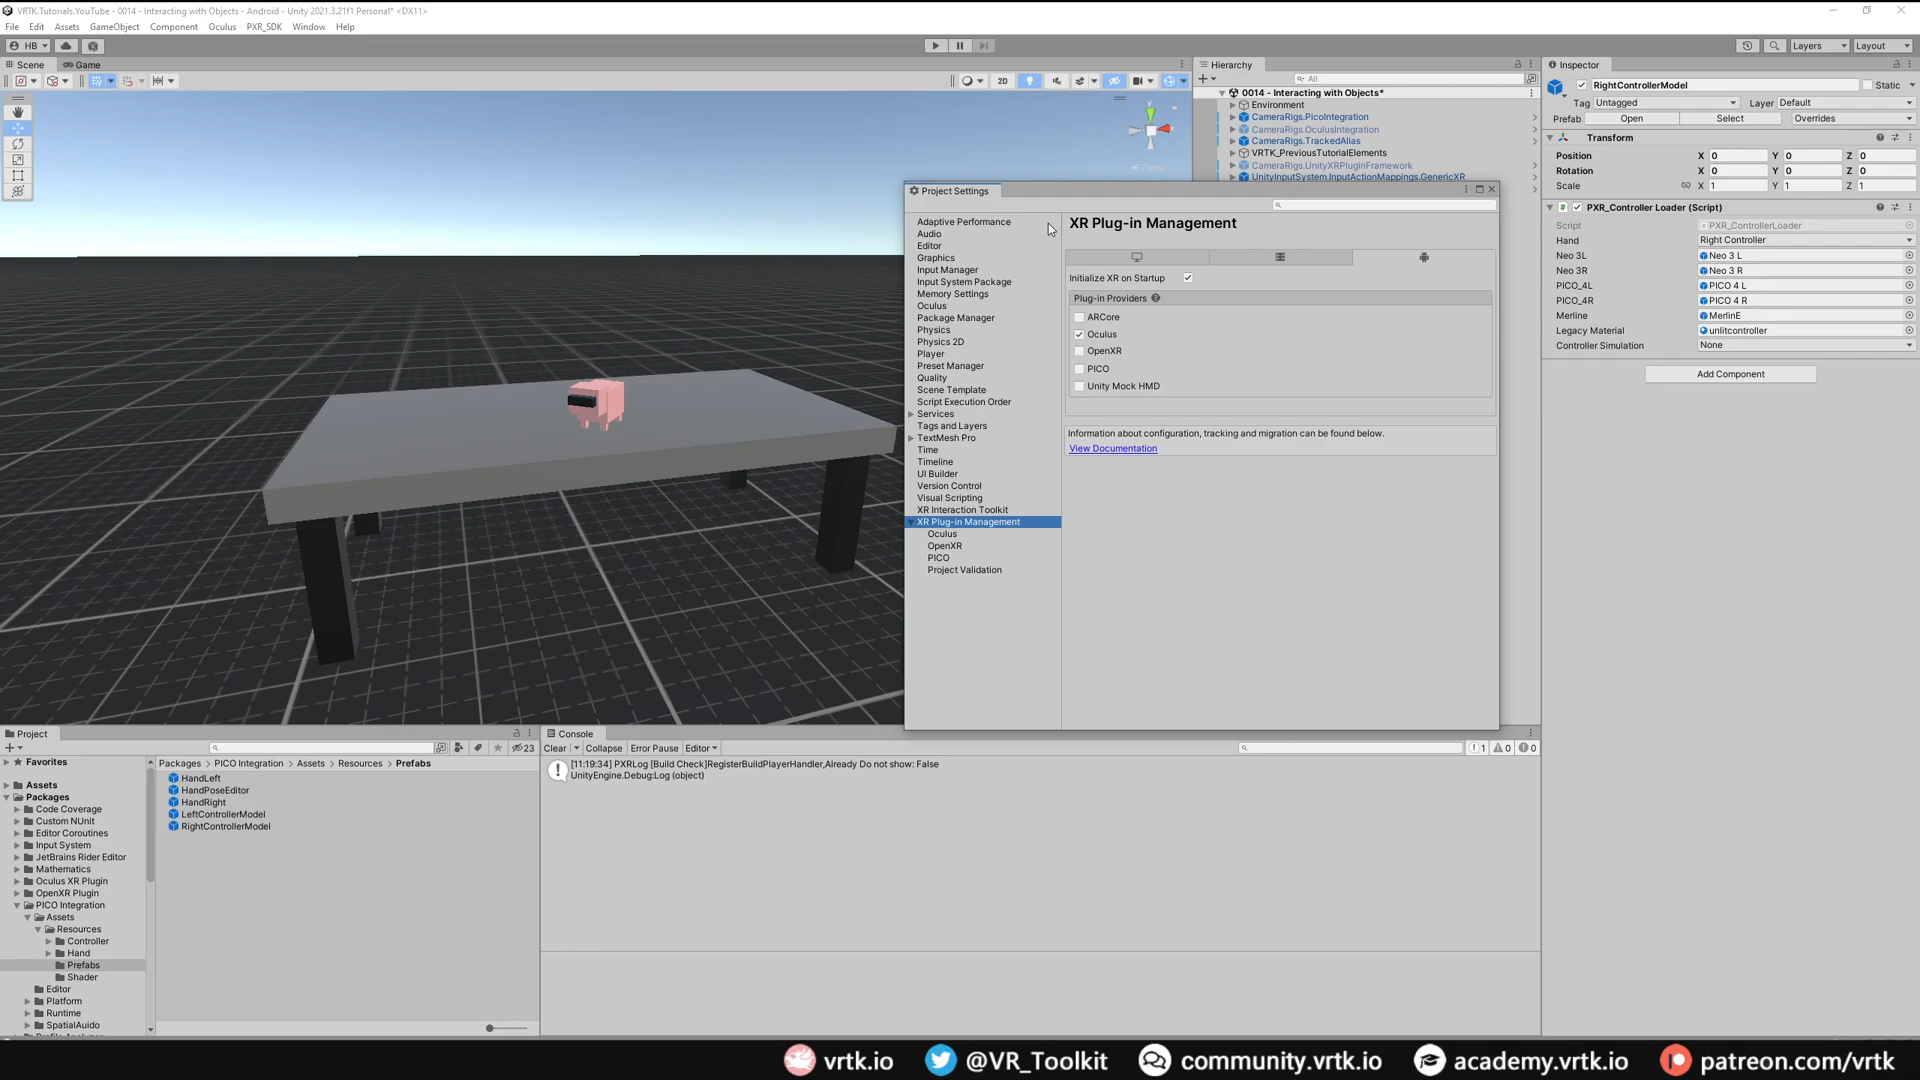 VRTK.Tutorials.YouTube - 0014 - Interacting with Objects - Android - Unity 2021.3.21f1 Personal* <DX11>
File Edit Assets GameObject Component Oculus PXR_SDK Window Help
HB Layers Layout
Scene Game
2D
Hierarchy
All
0014 - Interacting with Objects*
Environment
CameraRigs.PicoIntegration
CameraRigs.OculusIntegration
CameraRigs.TrackedAlias
VRTK_PreviousTutorialElements
CameraRigs.UnityXRPluginFramework
UnityInputSystem.InputActionMappings.GenericXR
Inspector
RightControllerModel Static
Tag Untagged Layer Default
Prefab Open Select Overrides
Transform
Position X 0 Y 0 Z 0
Rotation X 0 Y 0 Z 0
Scale X 1 Y 1 Z 1
PXR_Controller Loader (Script)
Script PXR_ControllerLoader
Hand Right Controller
Neo 3L Neo 3 L
Neo 3R Neo 3 R
PICO_4L PICO 4 L
PICO_4R PICO 4 R
Merline MerlinE
Legacy Material unlitcontroller
Controller Simulation None
Add Component
Project Settings
Adaptive Performance
Audio
Editor
Graphics
Input Manager
Input System Package
Memory Settings
Oculus
Package Manager
Physics
Physics 2D
Player
Preset Manager
Quality
Scene Template
Script Execution Order
Services
Tags and Layers
TextMesh Pro
Time
Timeline
UI Builder
Version Control
Visual Scripting
XR Interaction Toolkit
XR Plug-in Management
Oculus
OpenXR
PICO
Project Validation
XR Plug-in Management
Initialize XR on Startup
Plug-in Providers
ARCore
Oculus
OpenXR
PICO
Unity Mock HMD
Information about configuration, tracking and migration can be found below.
View Documentation
Project
23
Favorites
Assets
Packages
Code Coverage
Custom NUnit
Editor Coroutines
Input System
JetBrains Rider Editor
Mathematics
Oculus XR Plugin
OpenXR Plugin
PICO Integration
Assets
Resources
Controller
Hand
Prefabs
Shader
Editor
Platform
Runtime
SpatialAuido
Packages > PICO Integration > Assets > Resources > Prefabs
HandLeft
HandPoseEditor
HandRight
LeftControllerModel
RightControllerModel
Console
Clear Collapse Error Pause Editor 1 0 0
[11:19:34] PXRLog [Build Check]RegisterBuildPlayerHandler,Already Do not show: False
UnityEngine.Debug:Log (object)
vrtk.io @VR_Toolkit community.vrtk.io academy.vrtk.io patreon.com/vrtk